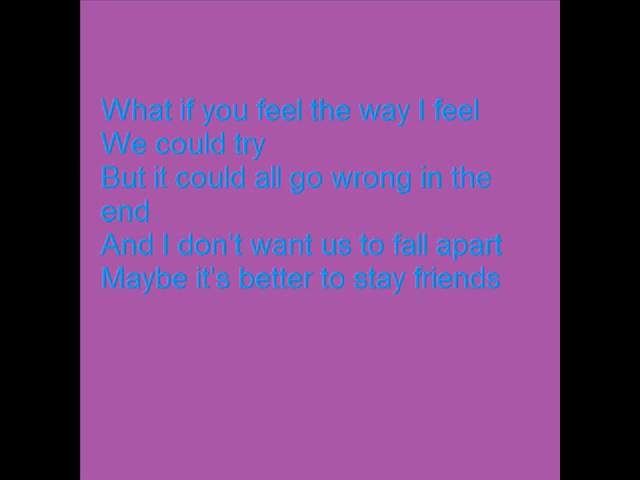 What if you feel the way I feel
We could try
But it could all go wrong in the
end
And I don't want us to fall apart
Maybe it's better to stay friends